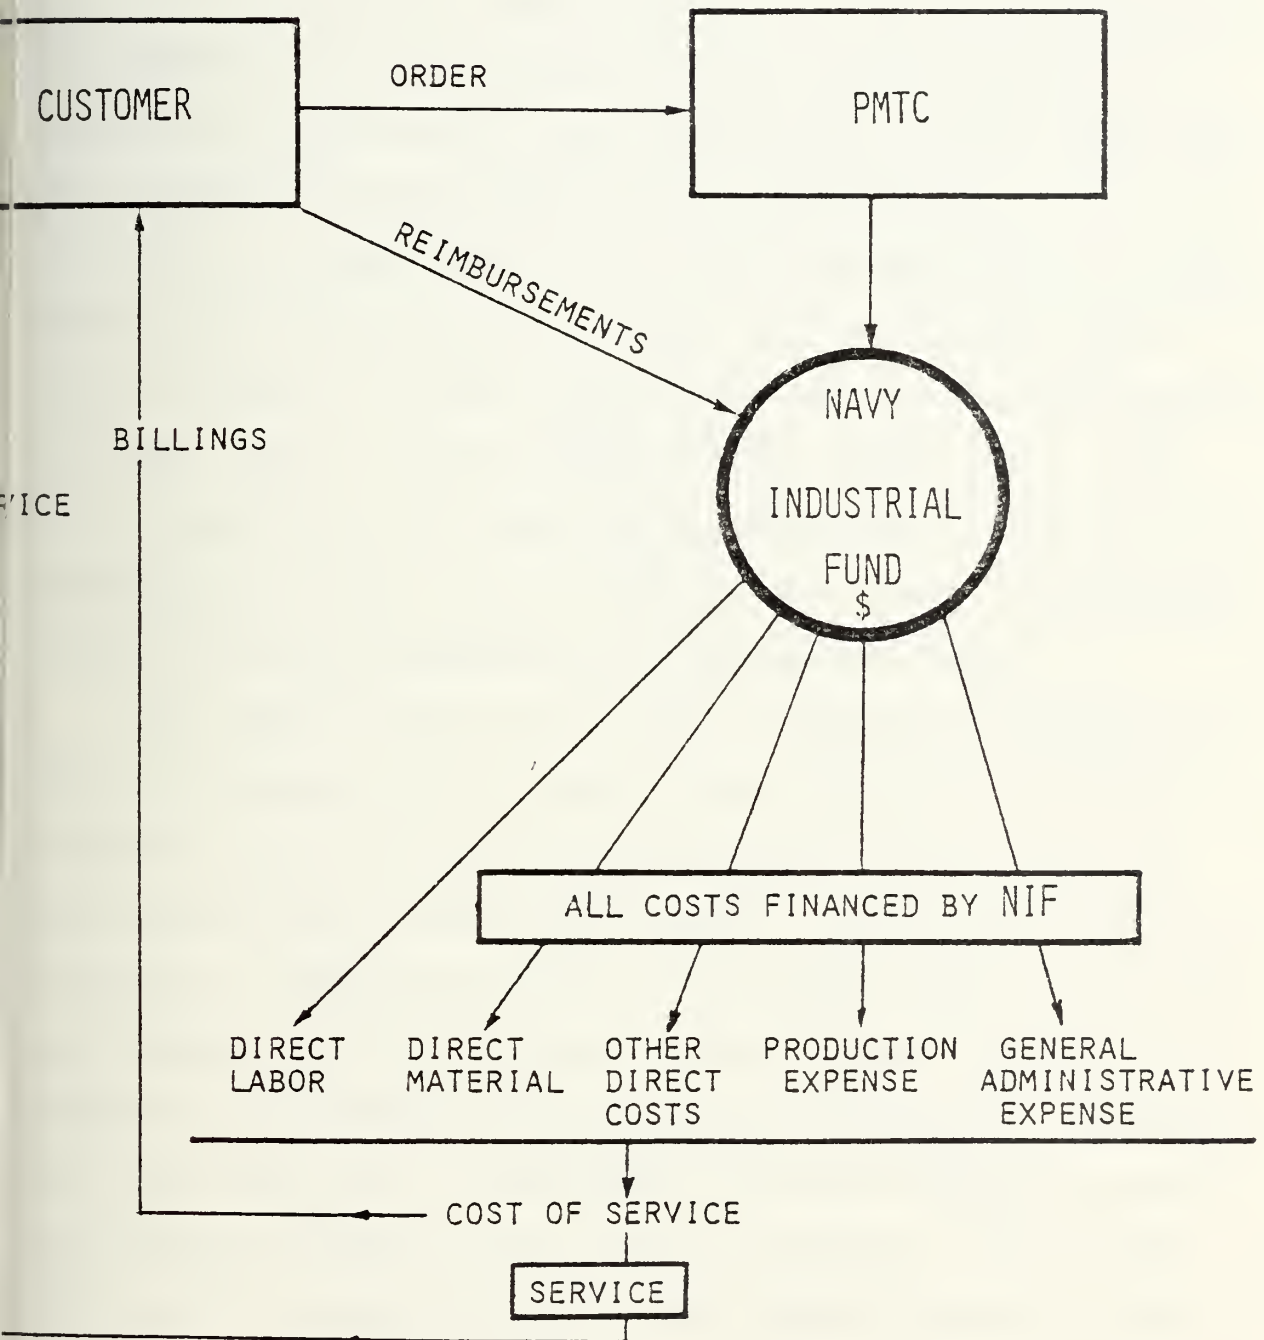 ORDER
CUSTOMER
PMTC
REIMBURSEMENTS
NAVY
INDUSTRIAL
FUND
$
BILLINGS
ALL COSTS FINANCED BY NIF
DIRECT
LABOR
DIRECT
MATERIAL
OTHER
DIRECT
COSTS
PRODUCTION
EXPENSE
GENERAL
ADMINISTRATIVE
EXPENSE
COST OF SERVICE
SERVICE